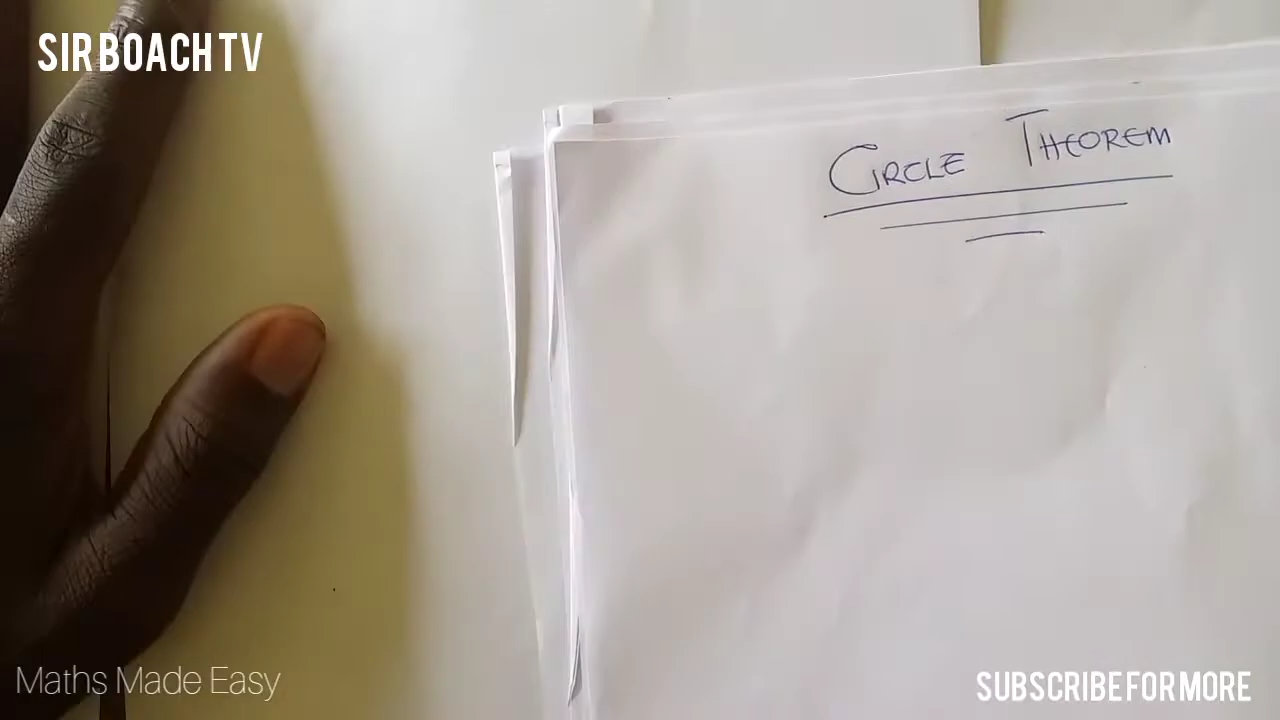 SIR BOACH TV
CIRCLE THEOREM
Maths Made Easy
SUBSCRIBE FOR MORE